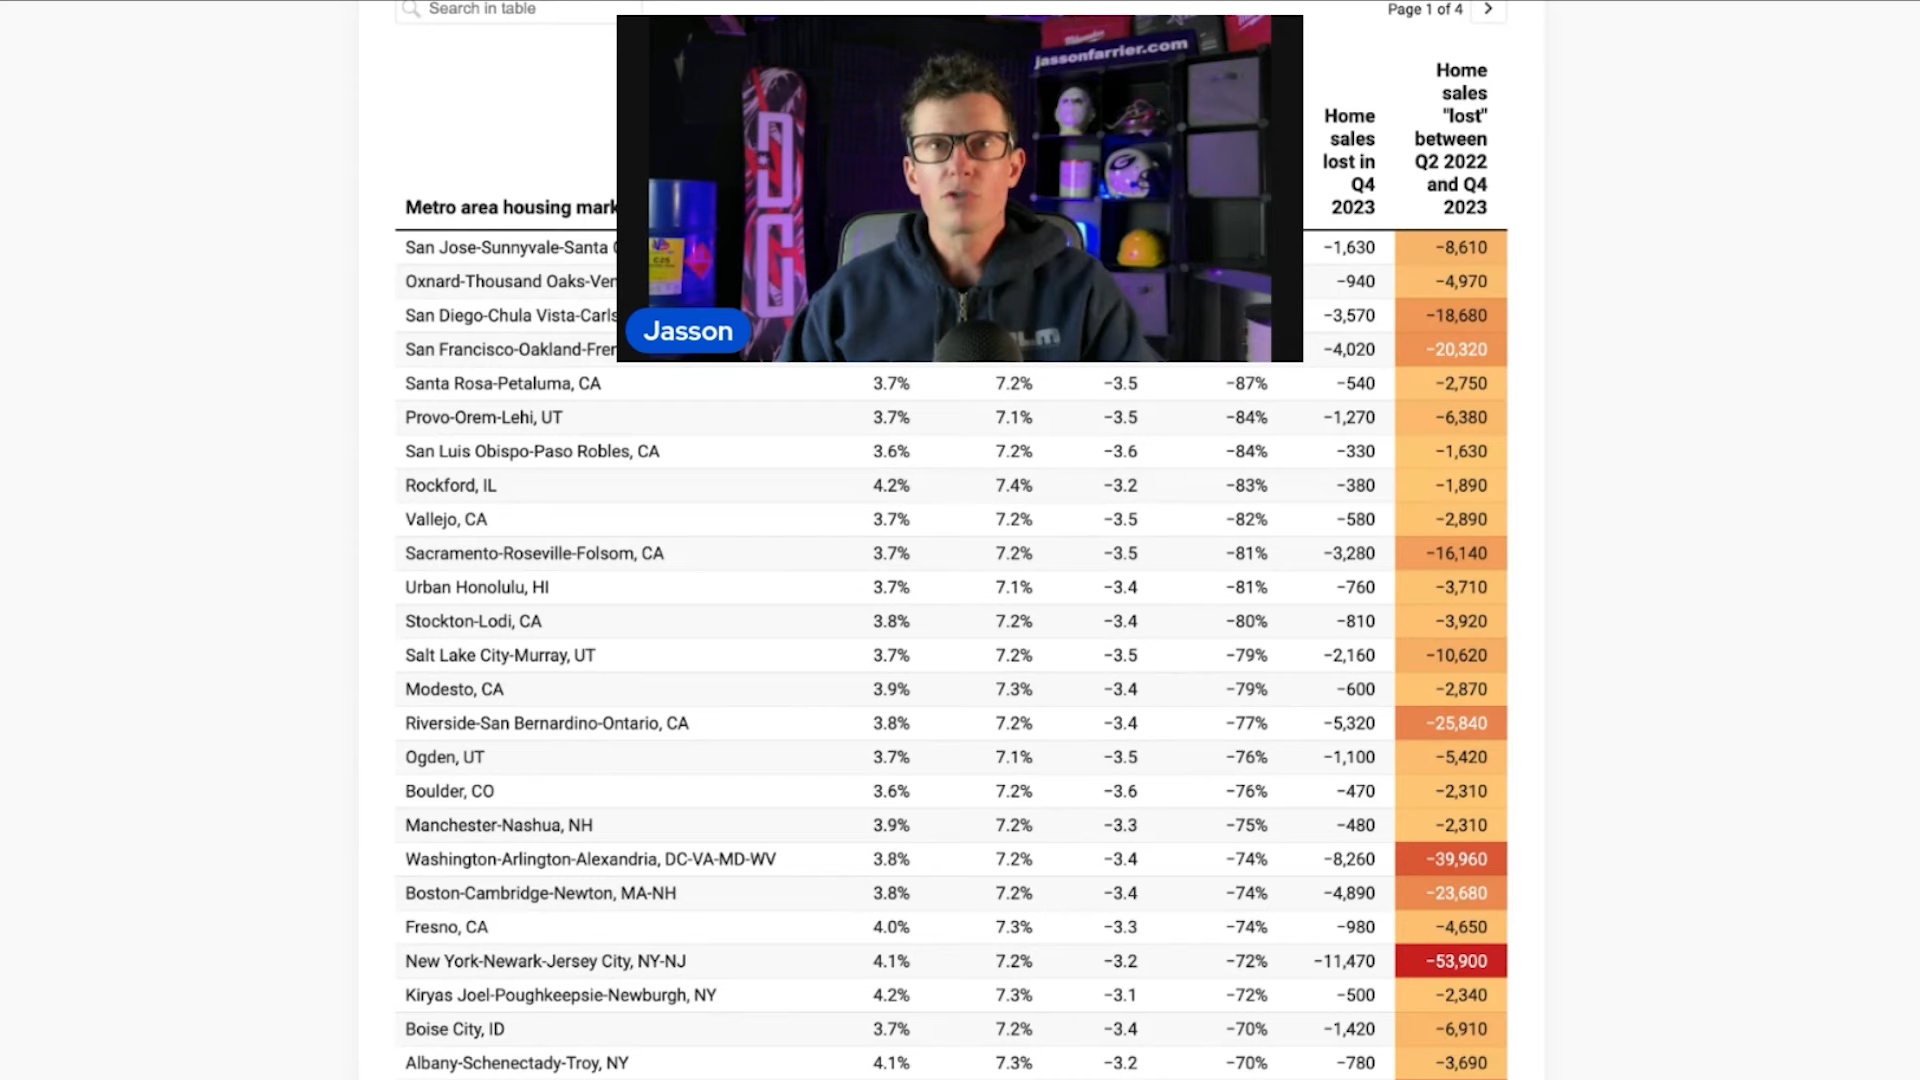 Search in table
Page 1 of 4
jassonfarrier.com
Milwaukee
C25
Jasson
Metro area housing mark
Home sales lost in Q4 2023
Home sales "lost" between Q2 2022 and Q4 2023
San Jose-Sunnyvale-Santa −1,630 −8,610
Oxnard-Thousand Oaks-Ven −940 −4,970
San Diego-Chula Vista-Carls −3,570 −18,680
San Francisco-Oakland-Frem −4,020 −20,320
Santa Rosa-Petaluma, CA 3.7% 7.2% −3.5 −87% −540 −2,750
Provo-Orem-Lehi, UT 3.7% 7.1% −3.5 −84% −1,270 −6,380
San Luis Obispo-Paso Robles, CA 3.6% 7.2% −3.6 −84% −330 −1,630
Rockford, IL 4.2% 7.4% −3.2 −83% −380 −1,890
Vallejo, CA 3.7% 7.2% −3.5 −82% −580 −2,890
Sacramento-Roseville-Folsom, CA 3.7% 7.2% −3.5 −81% −3,280 −16,140
Urban Honolulu, HI 3.7% 7.1% −3.4 −81% −760 −3,710
Stockton-Lodi, CA 3.8% 7.2% −3.4 −80% −810 −3,920
Salt Lake City-Murray, UT 3.7% 7.2% −3.5 −79% −2,160 −10,620
Modesto, CA 3.9% 7.3% −3.4 −79% −600 −2,870
Riverside-San Bernardino-Ontario, CA 3.8% 7.2% −3.4 −77% −5,320 −25,840
Ogden, UT 3.7% 7.1% −3.5 −76% −1,100 −5,420
Boulder, CO 3.6% 7.2% −3.6 −76% −470 −2,310
Manchester-Nashua, NH 3.9% 7.2% −3.3 −75% −480 −2,310
Washington-Arlington-Alexandria, DC-VA-MD-WV 3.8% 7.2% −3.4 −74% −8,260 −39,960
Boston-Cambridge-Newton, MA-NH 3.8% 7.2% −3.4 −74% −4,890 −23,680
Fresno, CA 4.0% 7.3% −3.3 −74% −980 −4,650
New York-Newark-Jersey City, NY-NJ 4.1% 7.2% −3.2 −72% −11,470 −53,900
Kiryas Joel-Poughkeepsie-Newburgh, NY 4.2% 7.3% −3.1 −72% −500 −2,340
Boise City, ID 3.7% 7.2% −3.4 −70% −1,420 −6,910
Albany-Schenectady-Troy, NY 4.1% 7.3% −3.2 −70% −780 −3,690